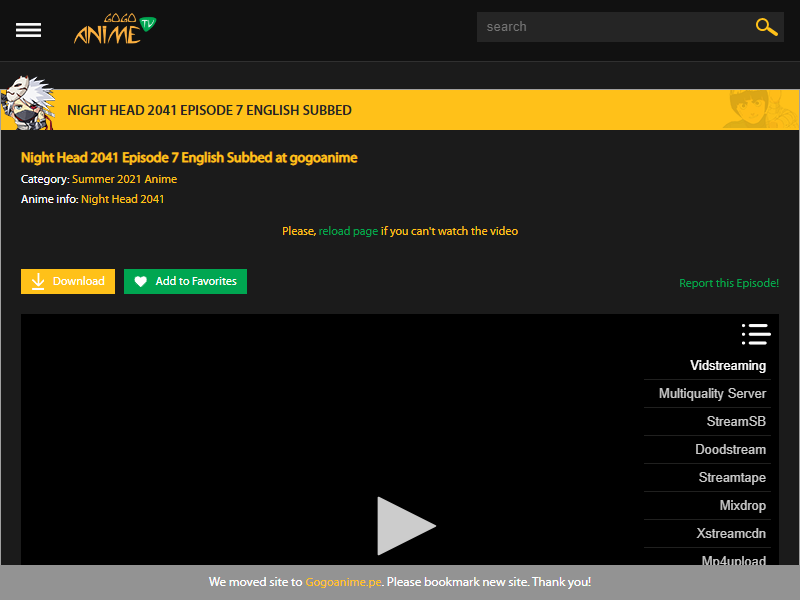 GOGO
ANIME TV
search
NIGHT HEAD 2041 EPISODE 7 ENGLISH SUBBED
Night Head 2041 Episode 7 English Subbed at gogoanime
Category: Summer 2021 Anime
Anime info: Night Head 2041
Please, reload page if you can't watch the video
Download
Add to Favorites
Report this Episode!
Vidstreaming
Multiquality Server
StreamSB
Doodstream
Streamtape
Mixdrop
Xstreamcdn
Mp4upload
We moved site to Gogoanime.pe. Please bookmark new site. Thank you!